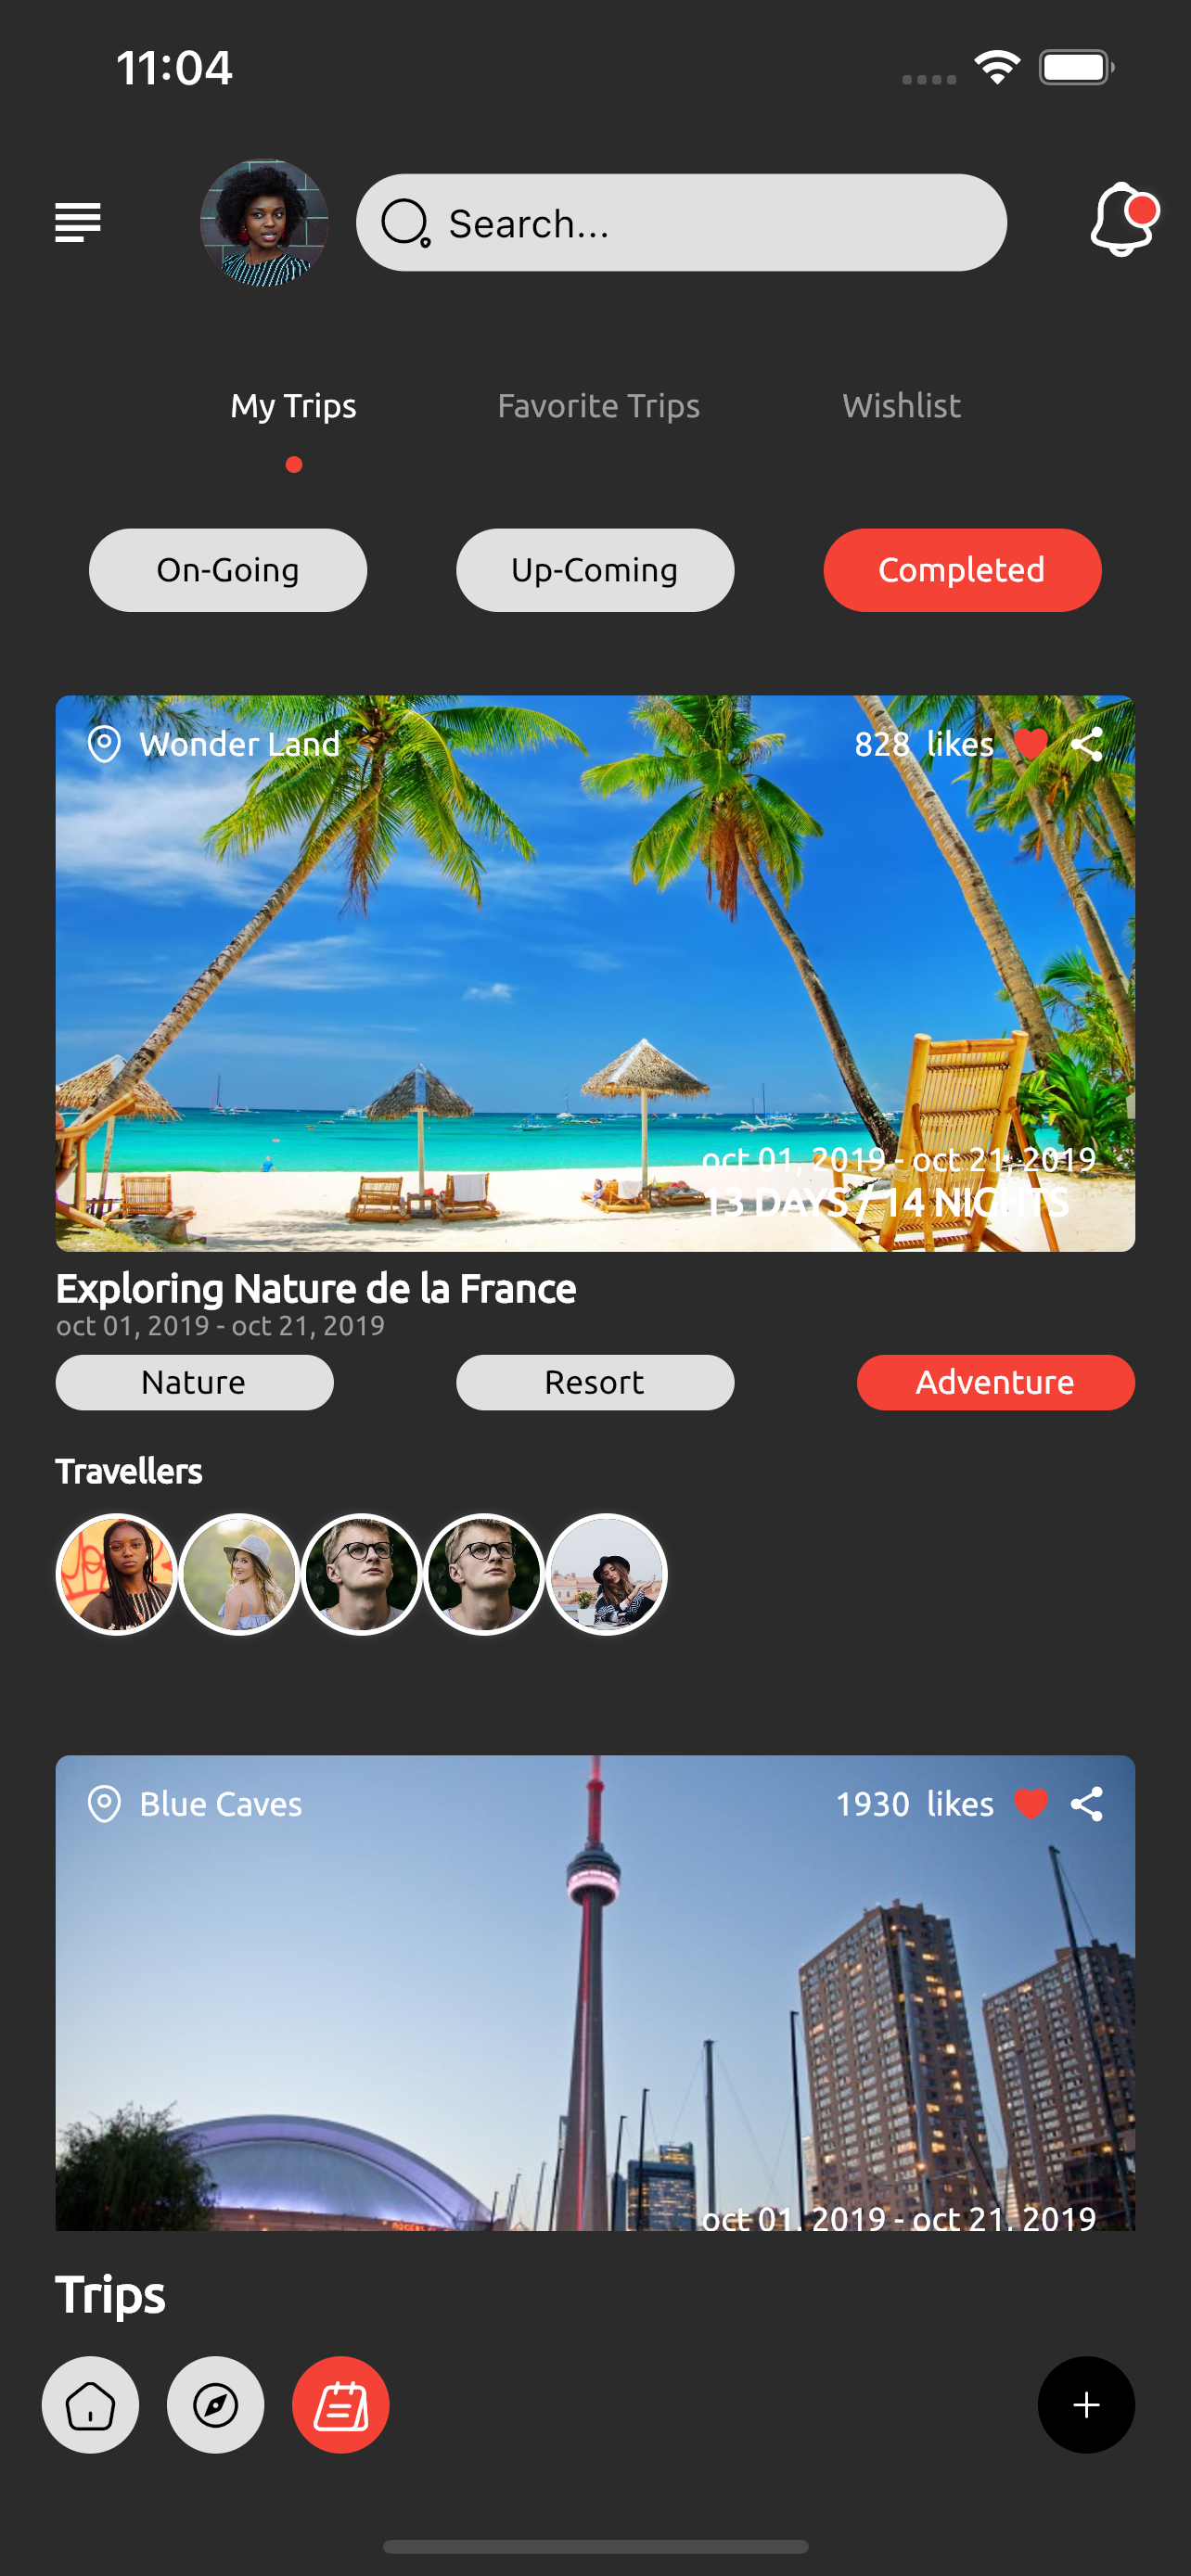 11:04
Search...
My Trips Favorite Trips Wishlist
On-Going Up-Coming Completed
Wonder Land 828 likes
oct 01, 2019 - oct 21, 2019
13 DAYS / 14 NIGHTS
Exploring Nature de la France
oct 01, 2019 - oct 21, 2019
Nature Resort Adventure
Travellers
Blue Caves 1930 likes
oct 01, 2019 - oct 21, 2019
Trips